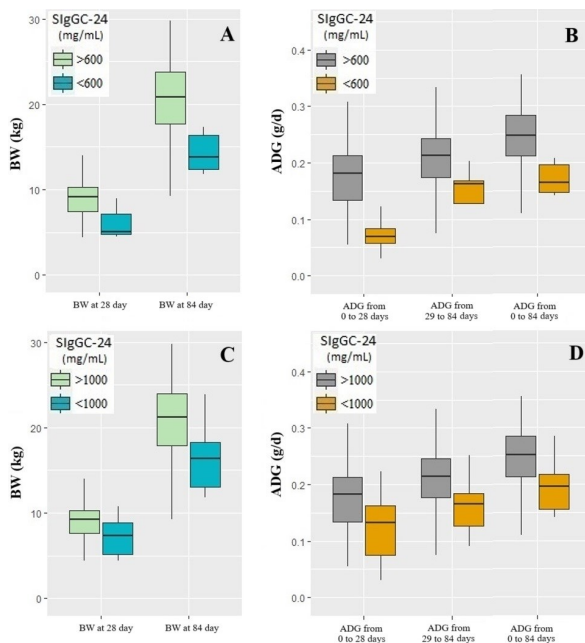 SIgGC-24
(mg/mL)
>600
<600
A
BW (kg)
30
20
10
0
BW at 28 day
BW at 84 day
SIgGC-24
(mg/mL)
>600
<600
B
ADG (g/d)
0.4
0.3
0.2
0.1
0.0
ADG from
0 to 28 days
ADG from
29 to 84 days
ADG from
0 to 84 days
SIgGC-24
(mg/mL)
>1000
<1000
C
BW (kg)
30
20
10
0
BW at 28 day
BW at 84 day
SIgGC-24
(mg/mL)
>1000
<1000
D
ADG (g/d)
0.4
0.3
0.2
0.1
0.0
ADG from
0 to 28 days
ADG from
29 to 84 days
ADG from
0 to 84 days